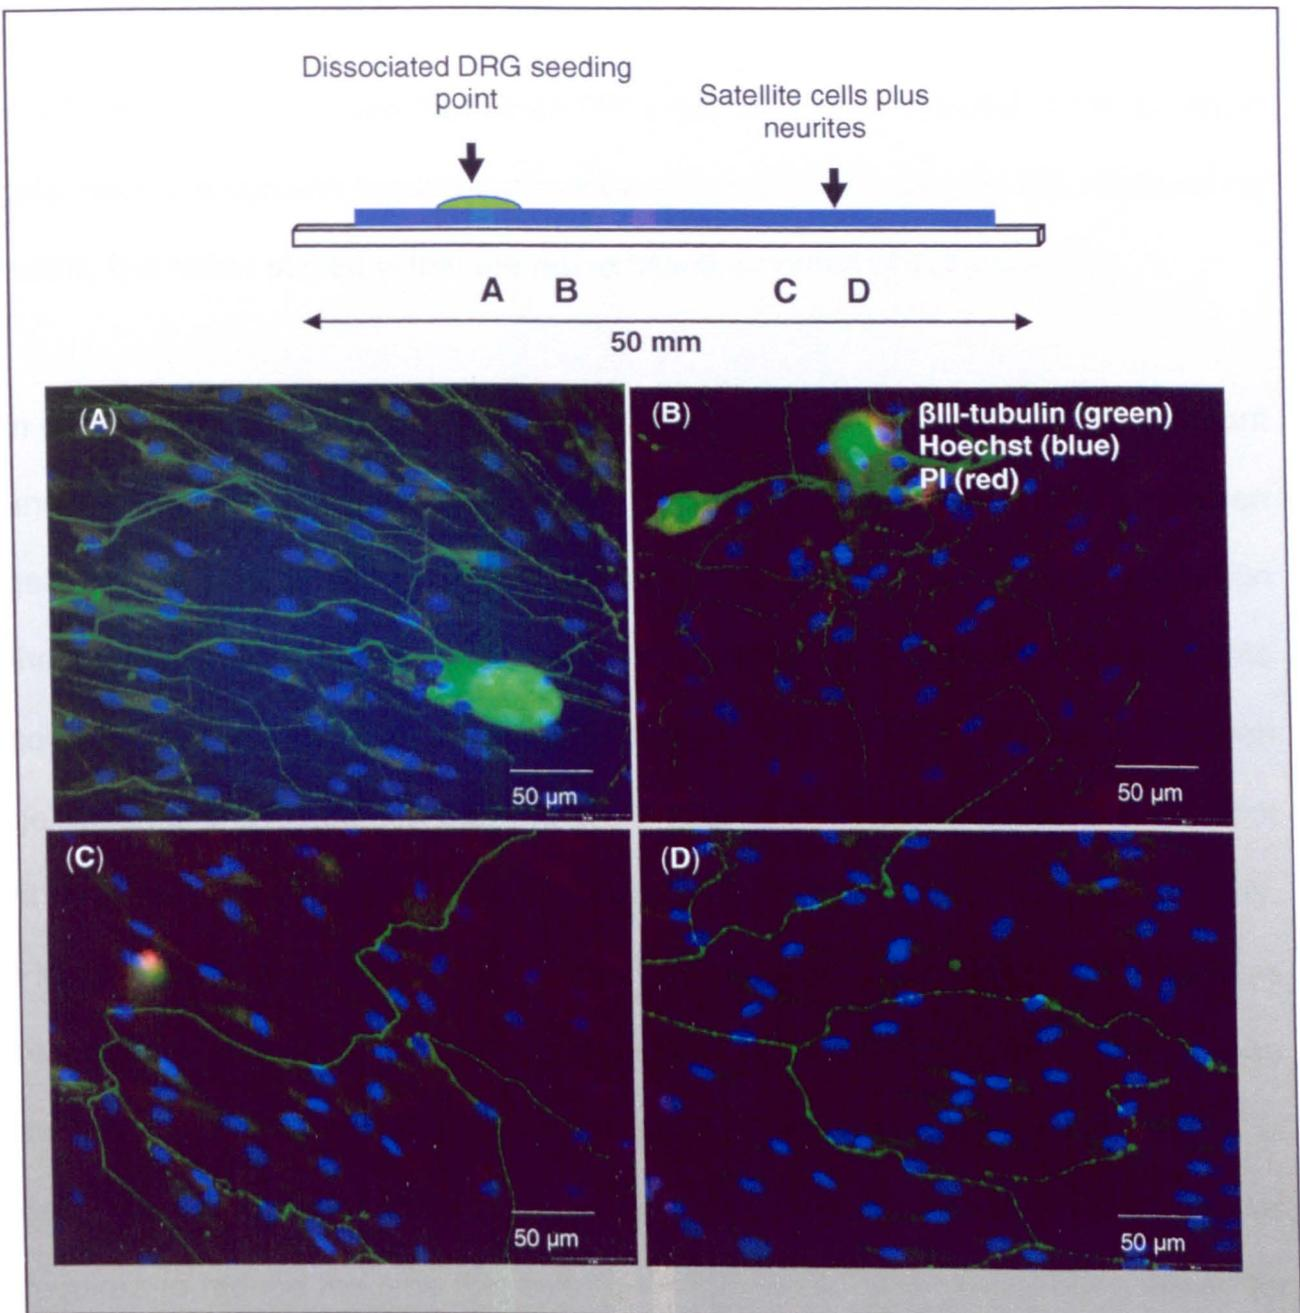 Dissociated DRG seeding
point
Satellite cells plus
neurites
A B C D
50 mm
(A)
50 µm
(B)
βIII-tubulin (green)
Hoechst (blue)
PI (red)
50 µm
(C)
50 µm
(D)
50 µm